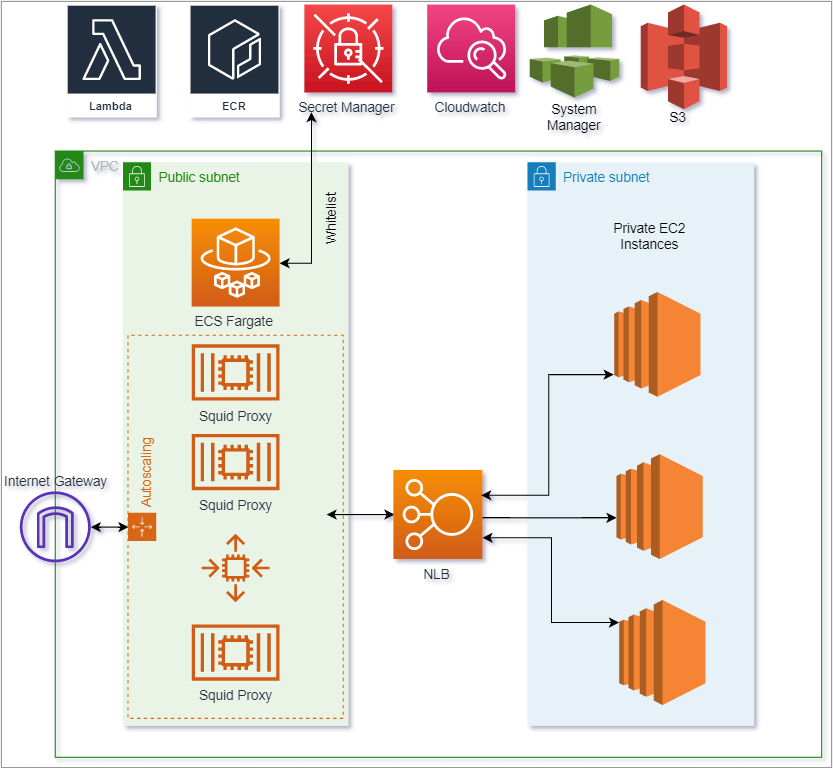 Lambda
ECR
Secret Manager
Cloudwatch
System
Manager
S3
VPC
Public subnet
Private subnet
Whitelist
Private EC2
Instances
ECS Fargate
Squid Proxy
Autoscaling
Internet Gateway
Squid Proxy
NLB
Squid Proxy